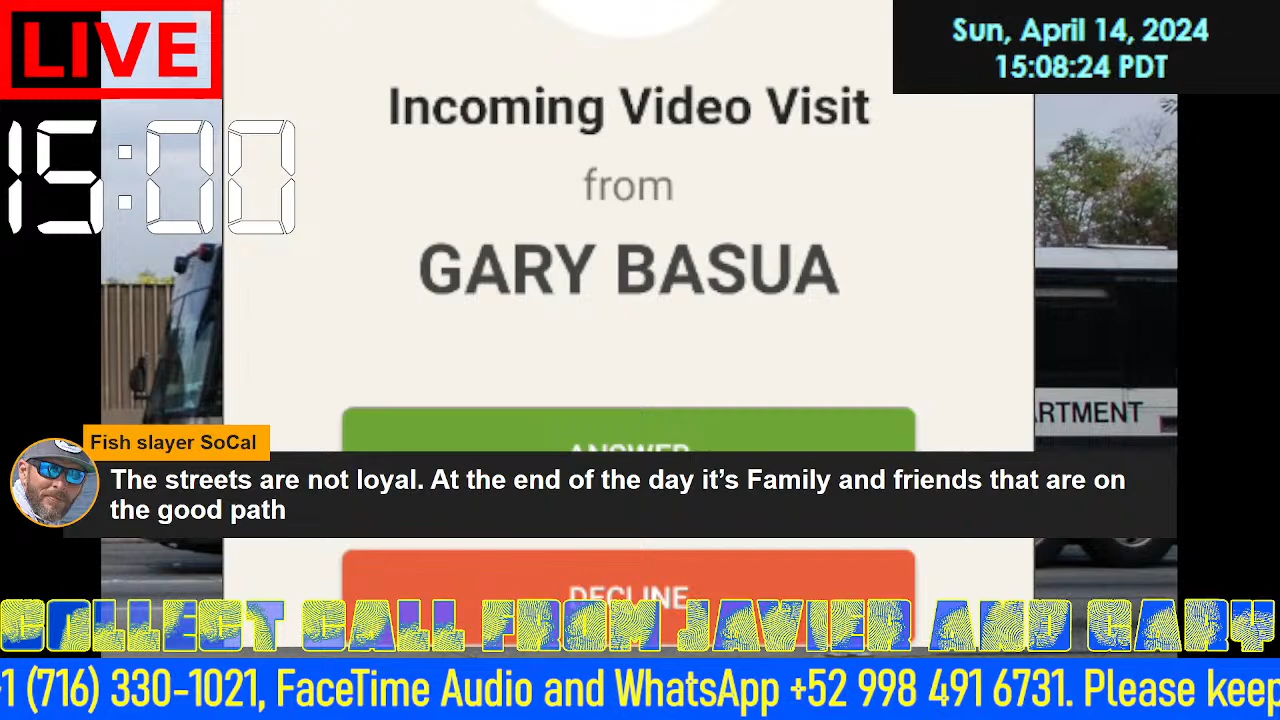 LIVE
Sun, April 14, 2024
15:08:24 PDT
15:00
Incoming Video Visit
from
GARY BASUA
ARTMENT
ANSWER
Fish slayer SoCal
The streets are not loyal. At the end of the day it’s Family and friends that are on
the good path
DECLINE
COLLECT CALL FROM JAVIER AND GARY
1 (716) 330-1021, FaceTime Audio and WhatsApp +52 998 491 6731. Please keep